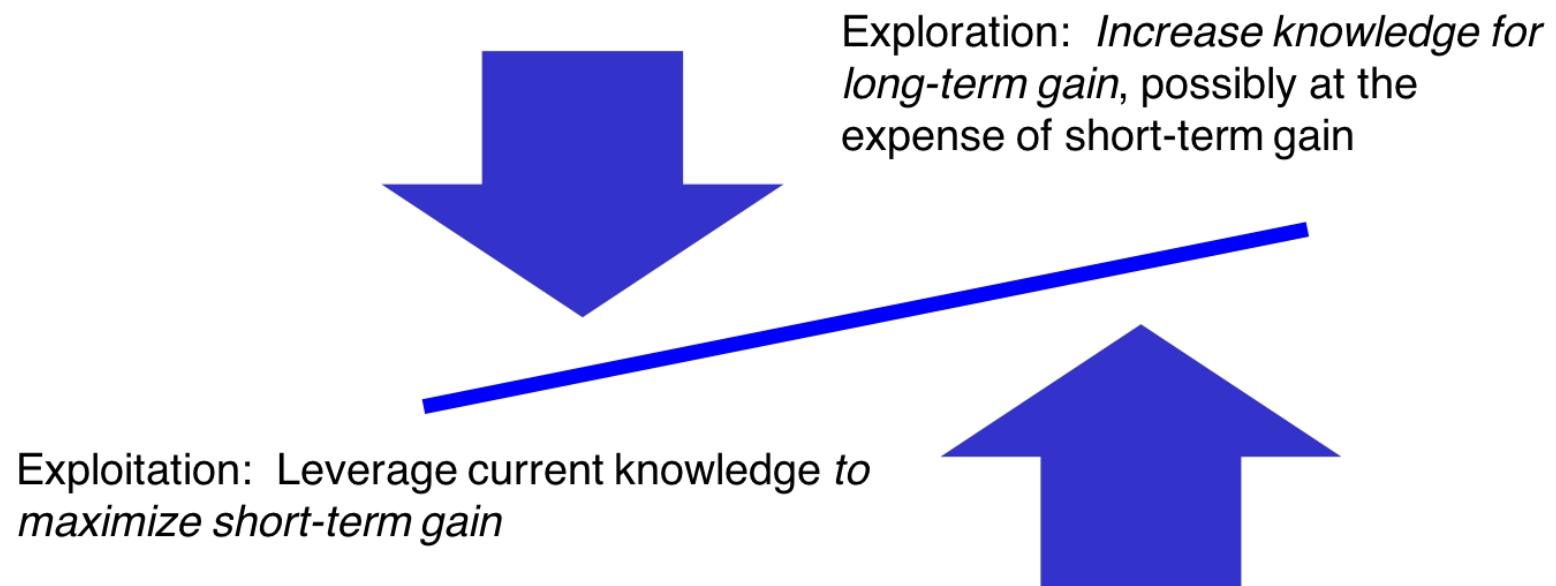 Exploration:  Increase knowledge for
long-term gain, possibly at the
expense of short-term gain
Exploitation:  Leverage current knowledge to
maximize short-term gain